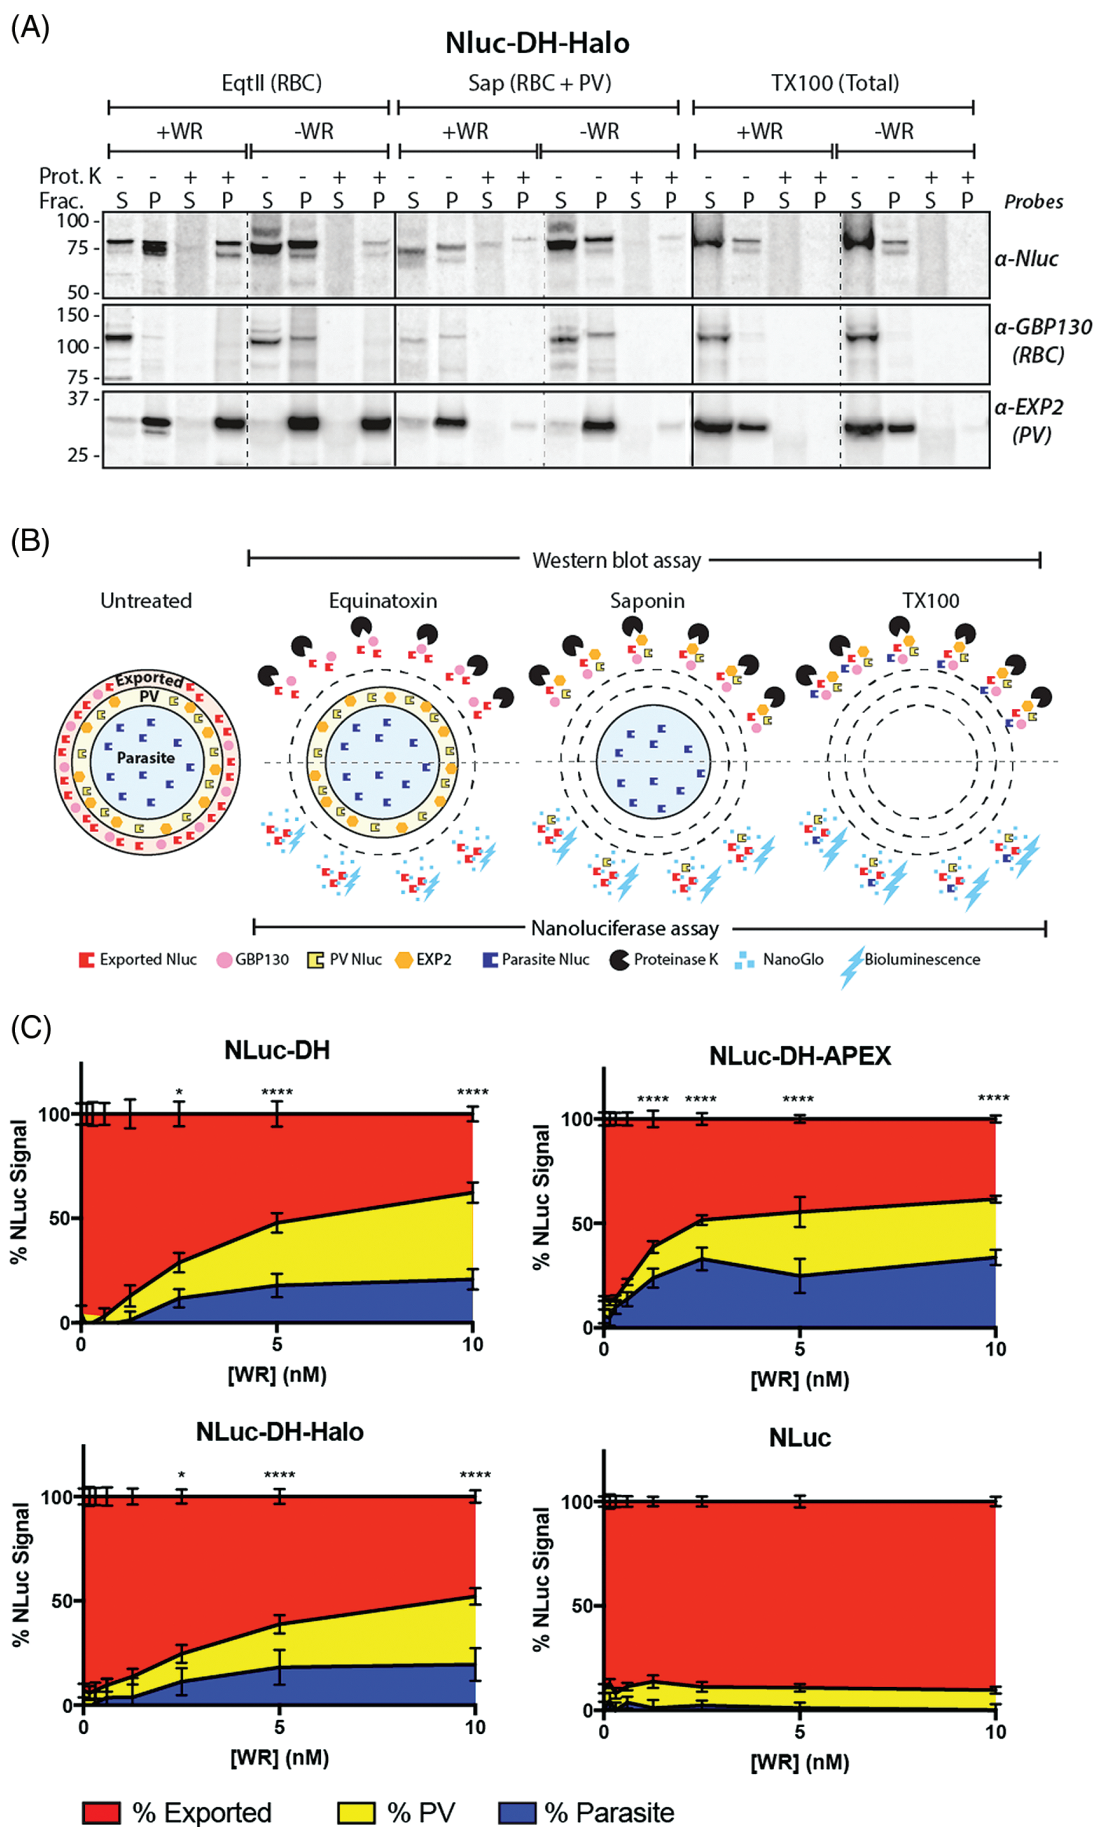 (A)
Nluc-DH-Halo
EqtII (RBC) Sap (RBC + PV) TX100 (Total)
+WR -WR +WR -WR +WR -WR
Prot. K - - + + - - + + - - + + - - + + - - + + - - + +
Frac. S P S P S P S P S P S P S P S P S P S P S P S P Probes
100 -
75 -
50 -
α-Nluc
150 -
100 -
75 -
α-GBP130
(RBC)
37 -
25 -
α-EXP2
(PV)
(B)
Western blot assay
Untreated Equinatoxin Saponin TX100
Exported
PV
Parasite
Nanoluciferase assay
Exported Nluc GBP130 PV Nluc EXP2 Parasite Nluc Proteinase K NanoGlo Bioluminescence
(C)
NLuc-DH
* **** ****
100
50
0
% NLuc Signal
0 5 10
[WR] (nM)
NLuc-DH-APEX
**** **** **** ****
100
50
0
% NLuc Signal
0 5 10
[WR] (nM)
NLuc-DH-Halo
* **** ****
100
50
0
% NLuc Signal
0 5 10
[WR] (nM)
NLuc
100
50
0
% NLuc Signal
0 5 10
[WR] (nM)
% Exported % PV % Parasite